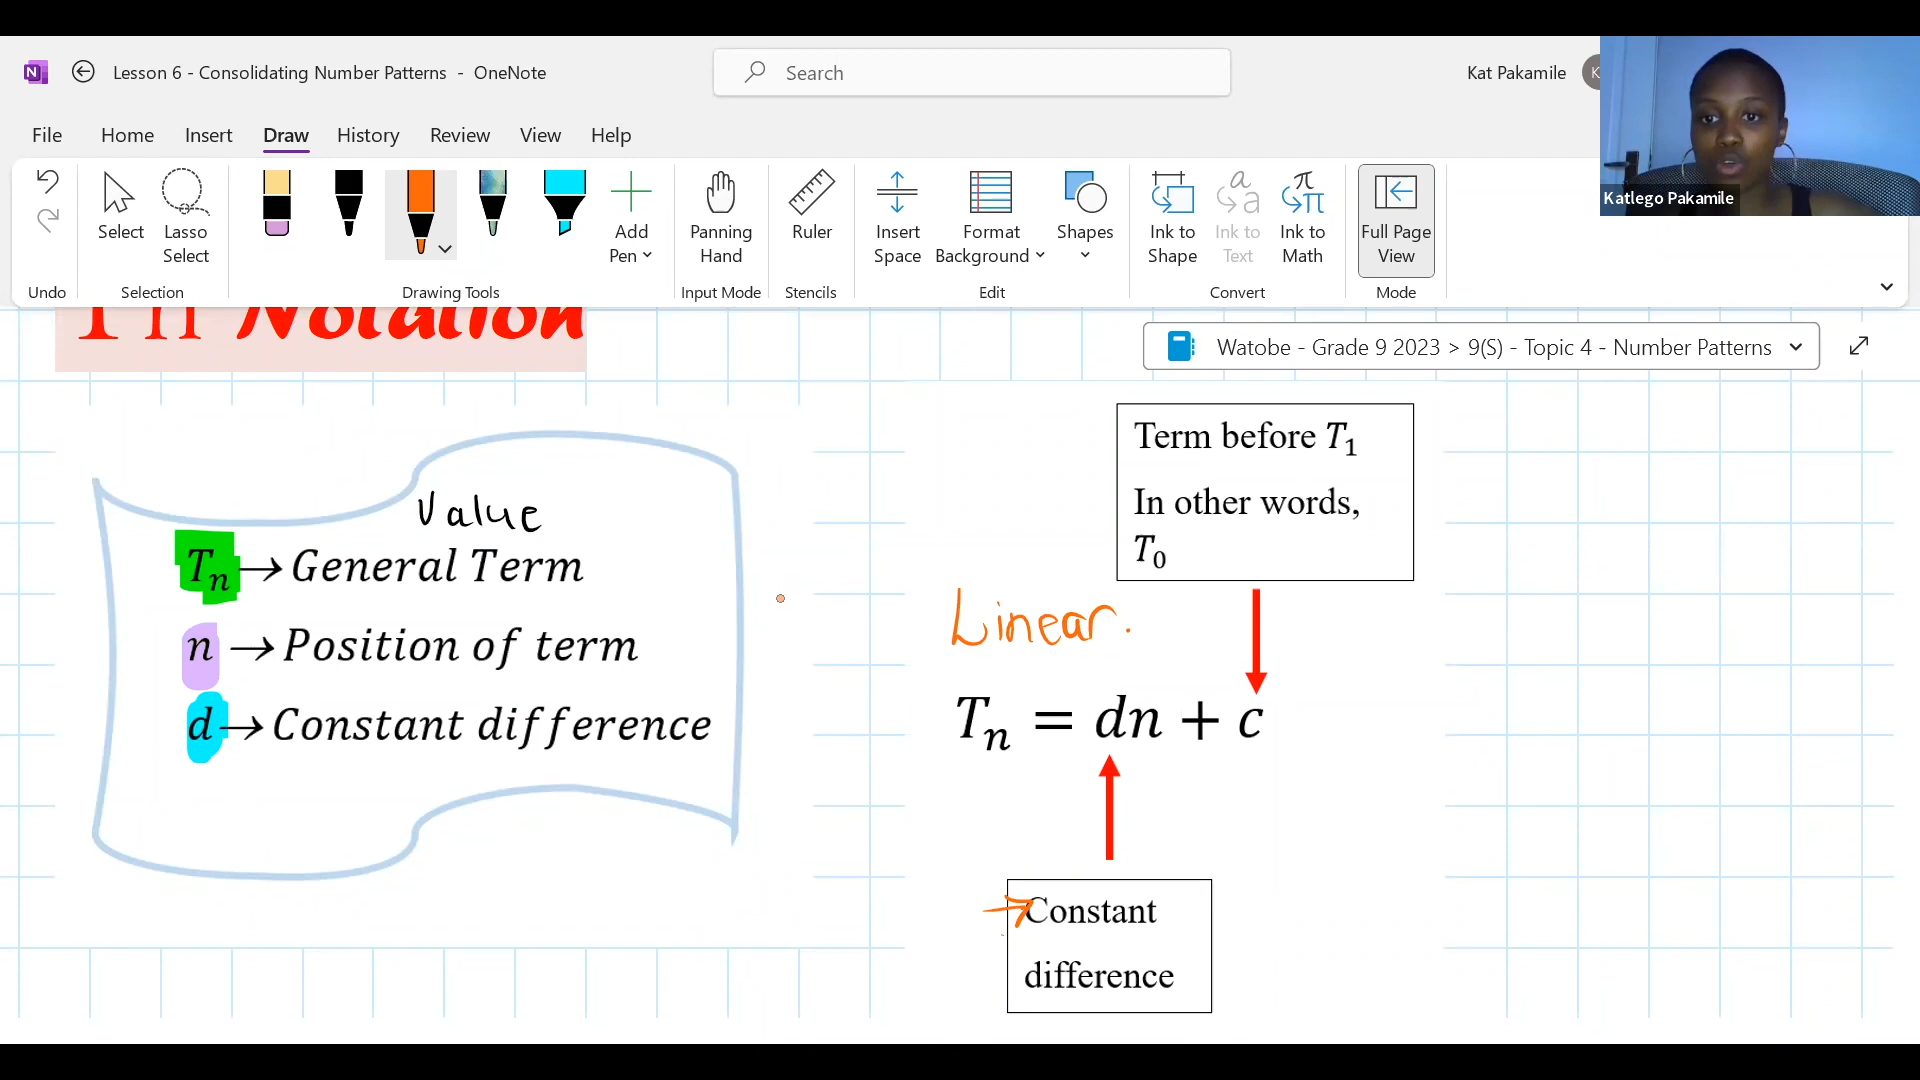 Lesson 6 - Consolidating Number Patterns - OneNote
Search
Kat Pakamile
K
File Home Insert Draw History Review View Help
Katlego Pakamile
Select
Lasso Select
Add Pen
Panning Hand
Ruler
Insert Space
Format Background
Shapes
Ink to Shape
Ink to Text
Ink to Math
Full Page View
Undo
Selection
Drawing Tools
Input Mode
Stencils
Edit
Convert
Mode
Tn Notation
Watobe - Grade 9 2023 > 9(S) - Topic 4 - Number Patterns
Value
Tₙ → General Term
n → Position of term
d → Constant difference
Term before T₁
In other words,
T₀
Linear.
Tₙ = dn + c
Constant
difference